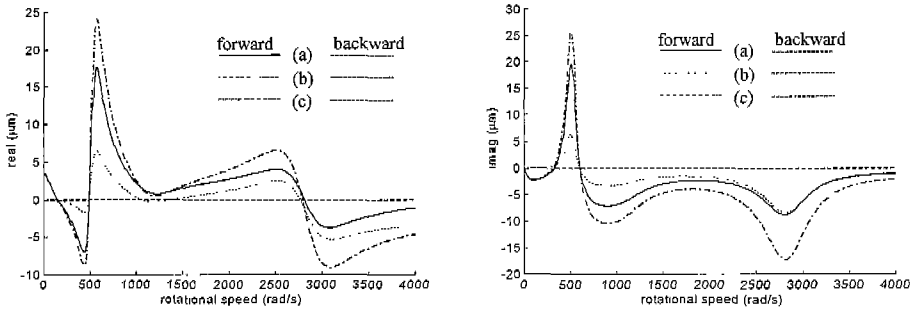 25
20
15
10
5
0
-5
-10
real (μm)
forward backward
(a)
(b)
(c)
0 500 1000 1500 2000 2500 3000 3500 4000
rotational speed (rad/s)
30
25
20
15
10
5
0
-5
-10
-15
-20
imag (μm)
forward backward
(a)
(b)
(c)
0 500 1000 1500 2000 2500 3000 3500 4000
rotational speed (rad/s)